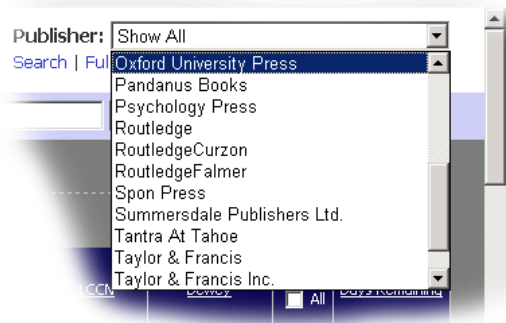 Publisher: Show All
Search | Ful
Oxford University Press
Pandanus Books
Psychology Press
Routledge
RoutledgeCurzon
RoutledgeFalmer
Spon Press
Summersdale Publishers Ltd.
Tantra At Tahoe
Taylor & Francis
Taylor & Francis Inc.
LCCN Dewey All Days Remaining